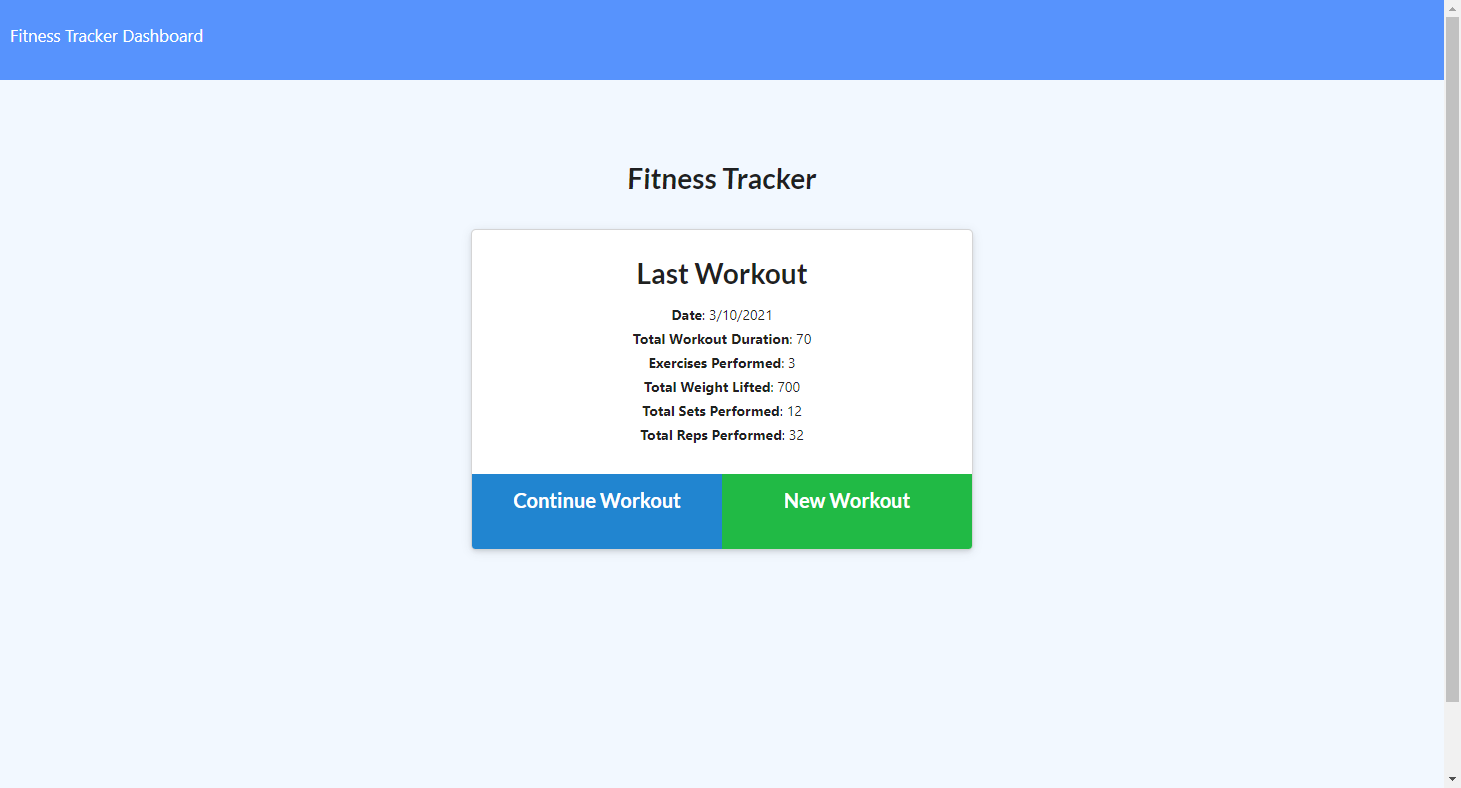 Fitness Tracker Dashboard
Fitness Tracker
Last Workout
Date: 3/10/2021
Total Workout Duration: 70
Exercises Performed: 3
Total Weight Lifted: 700
Total Sets Performed: 12
Total Reps Performed: 32
Continue Workout New Workout